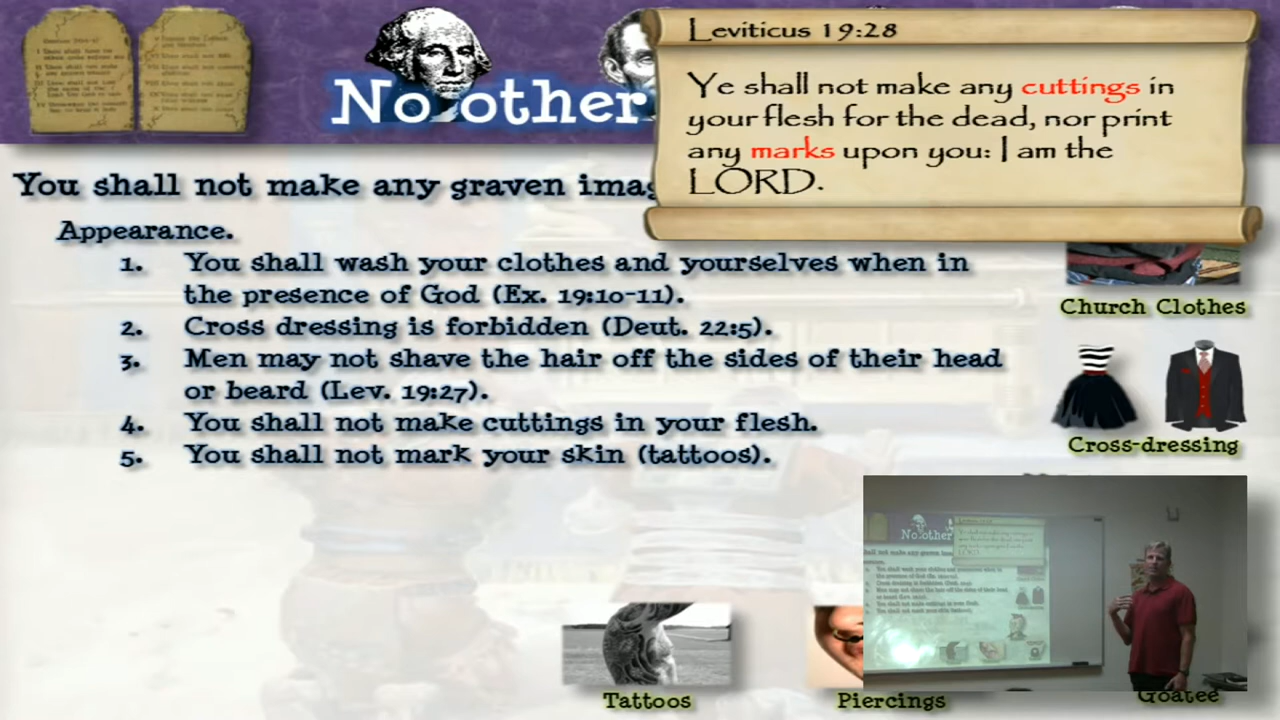 No other
Leviticus 19:28
Ye shall not make any cuttings in
your flesh for the dead, nor print
any marks upon you: I am the
LORD.
You shall not make any graven imag
Appearance.
1. You shall wash your clothes and yourselves when in
the presence of God (Ex. 19:10-11).
2. Cross dressing is forbidden (Deut. 22:5).
3. Men may not shave the hair off the sides of their head
or beard (Lev. 19:27).
4. You shall not make cuttings in your flesh.
5. You shall not mark your skin (tattoos).
Church Clothes
Cross-dressing
No other
Tattoos
Piercings
Goatee